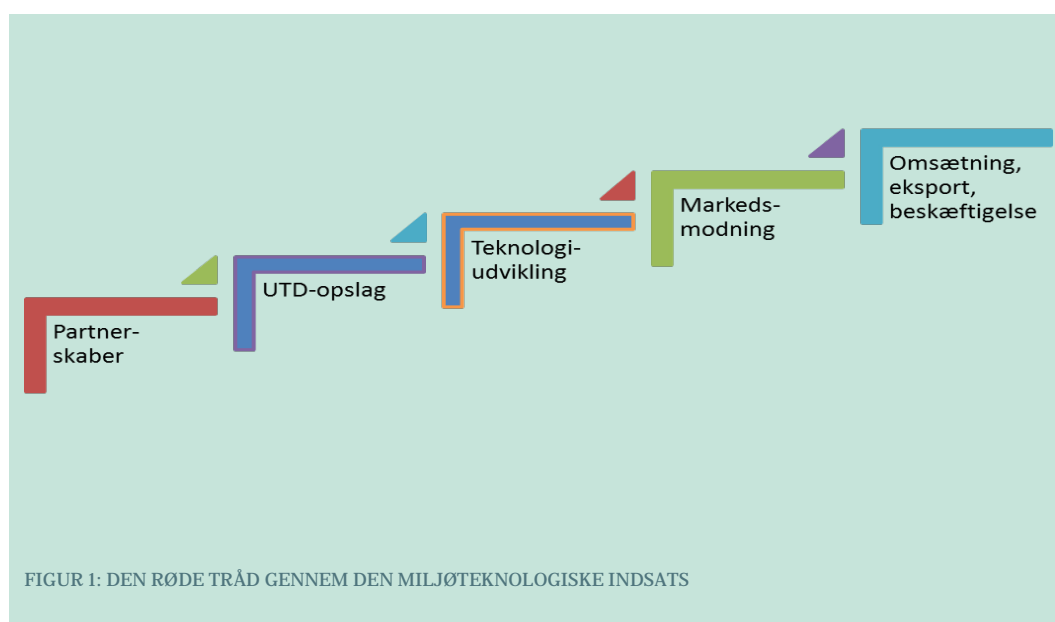 Partner-
skaber
UTD-opslag
Teknologi-
udvikling
Markeds-
modning
Omsætning,
eksport,
beskæftigelse
FIGUR 1: DEN RØDE TRÅD GENNEM DEN MILJØTEKNOLOGISKE INDSATS